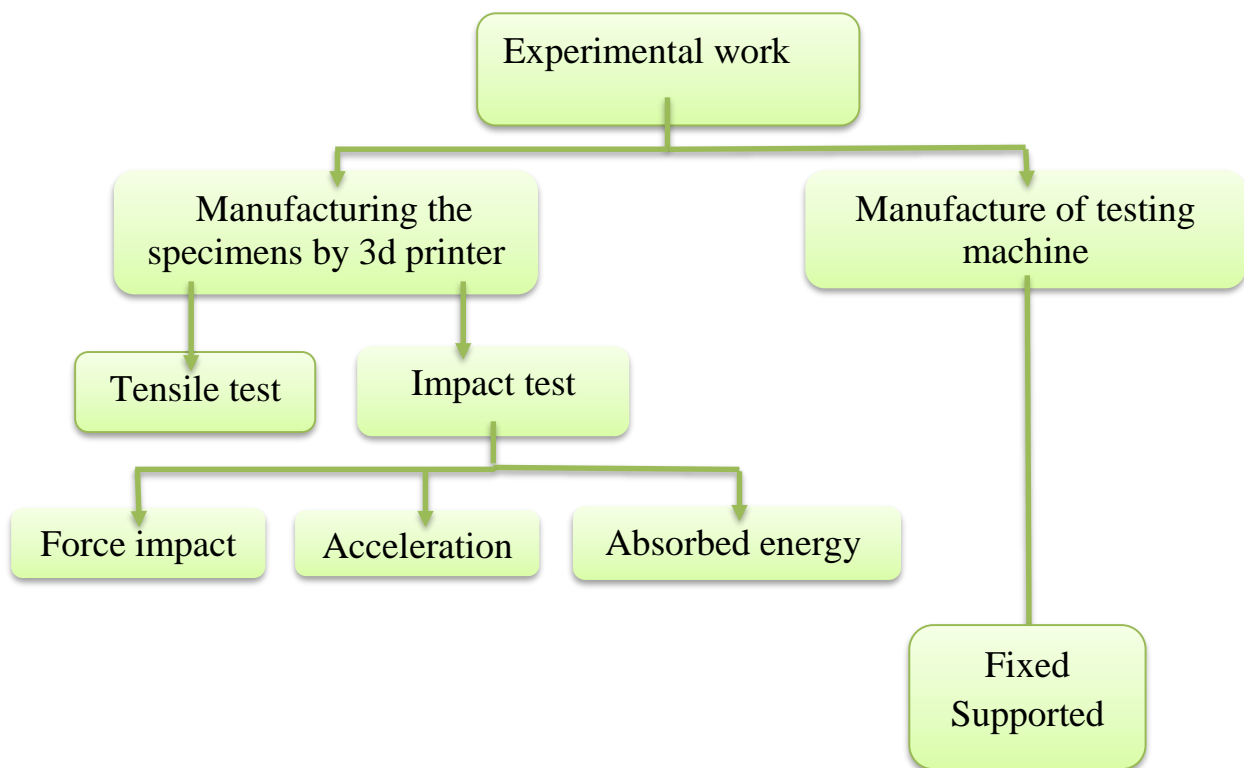 Experimental work
Manufacturing the
specimens by 3d printer
Manufacture of testing
machine
Tensile test
Impact test
Force impact
Acceleration
Absorbed energy
Fixed
Supported